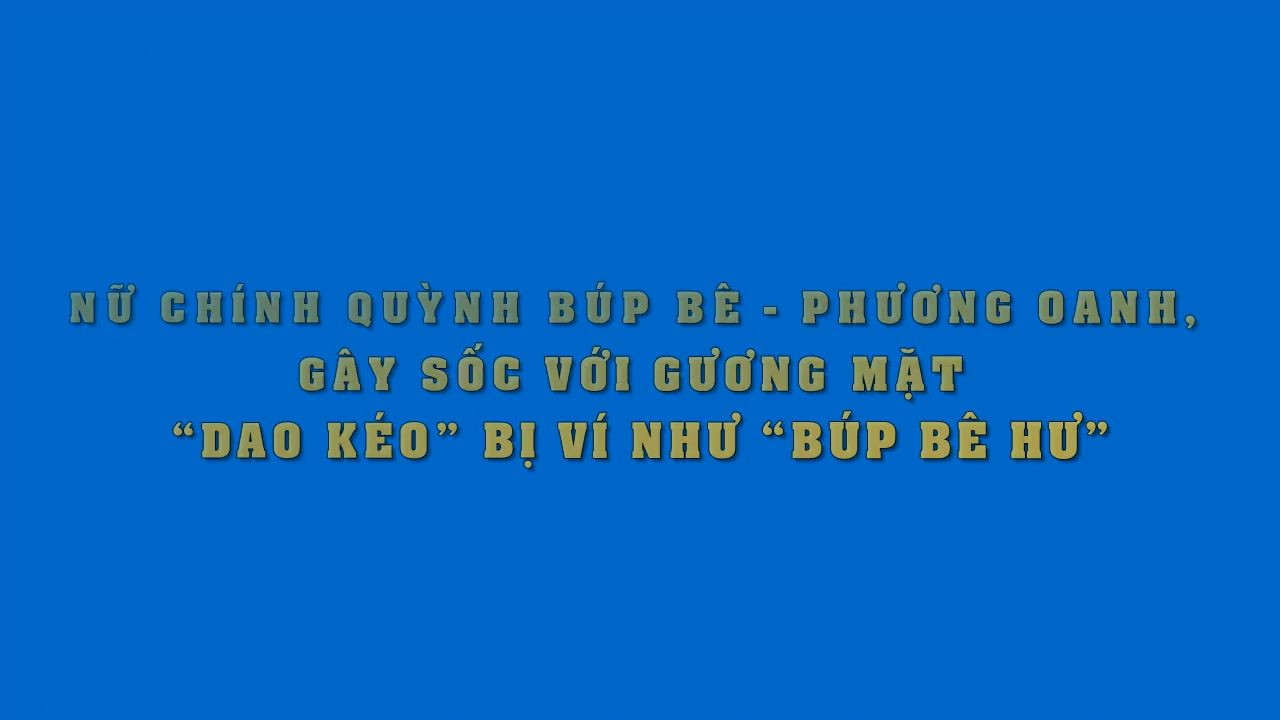 NỮ CHÍNH QUỲNH BÚP BÊ - PHƯƠNG OANH,
GÂY SỐC VỚI GƯƠNG MẶT
“DAO KÉO” BỊ VÍ NHƯ “BÚP BÊ HƯ”